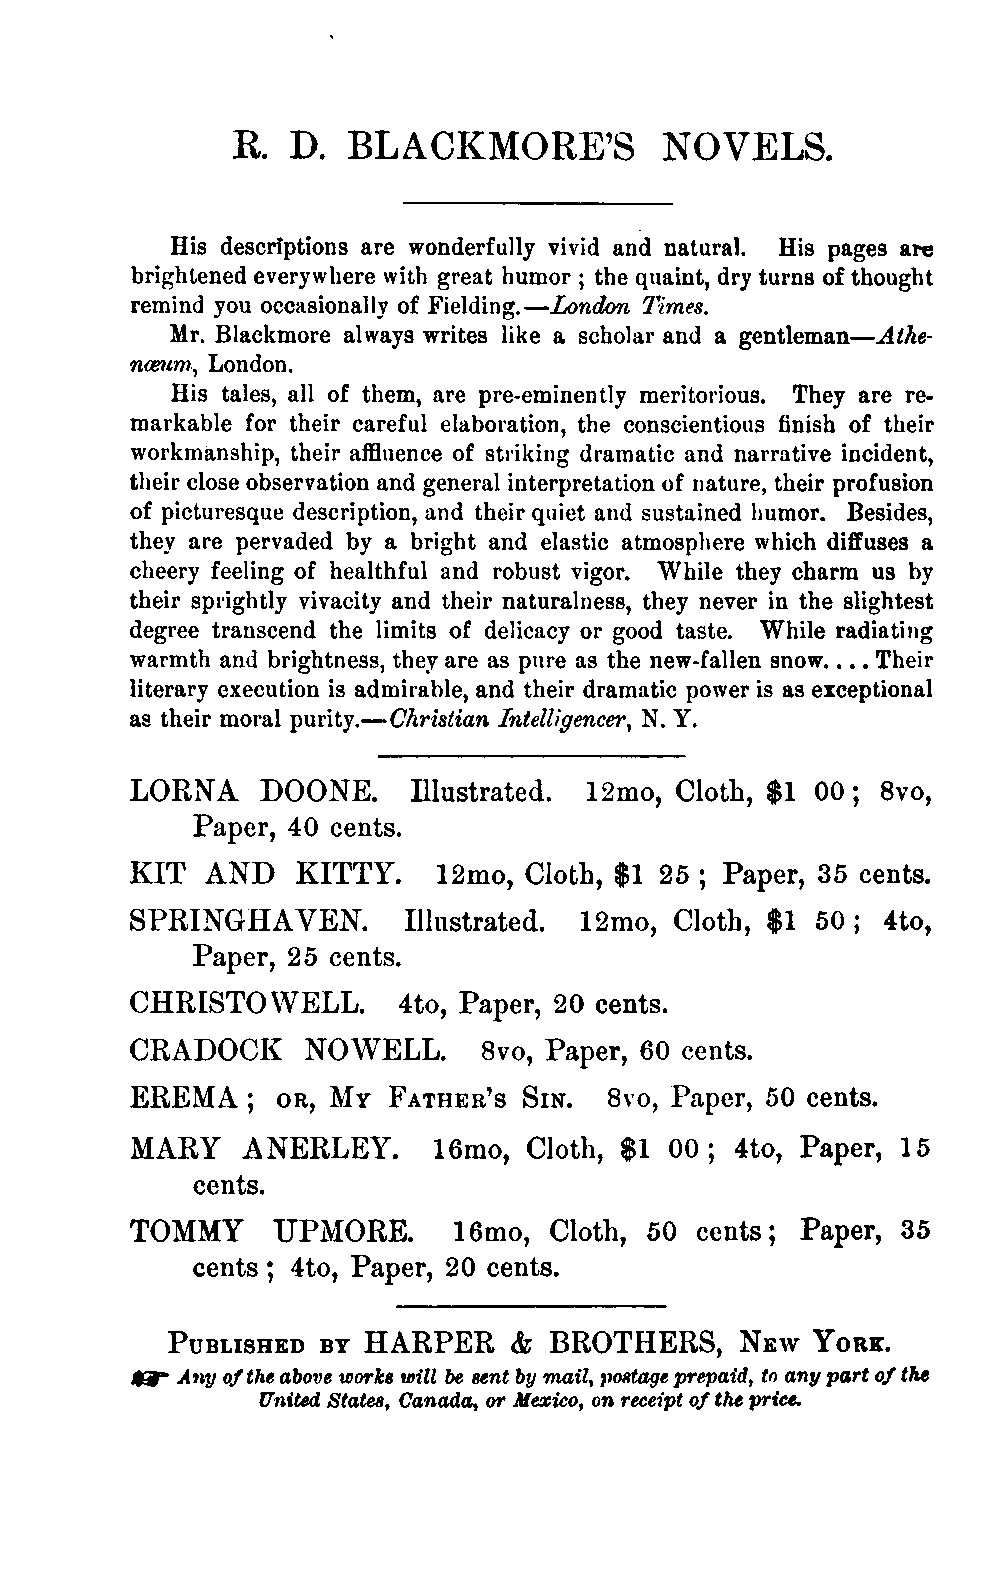 R. D. BLACKMORE'S NOVELS.
His descriptions are wonderfully vivid and natural. His pages are
brightened everywhere with great humor ; the quaint, dry turns of thought
remind you occasionally of Fielding.—London Times.
Mr. Blackmore always writes like a scholar and a gentleman—Athe-
næum, London.
His tales, all of them, are pre-eminently meritorious. They are re-
markable for their careful elaboration, the conscientious finish of their
workmanship, their affluence of striking dramatic and narrative incident,
their close observation and general interpretation of nature, their profusion
of picturesque description, and their quiet and sustained humor. Besides,
they are pervaded by a bright and elastic atmosphere which diffuses a
cheery feeling of healthful and robust vigor. While they charm us by
their sprightly vivacity and their naturalness, they never in the slightest
degree transcend the limits of delicacy or good taste. While radiating
warmth and brightness, they are as pure as the new-fallen snow.... Their
literary execution is admirable, and their dramatic power is as exceptional
as their moral purity.—Christian Intelligencer, N. Y.
LORNA DOONE. Illustrated. 12mo, Cloth, $1 00 ; 8vo,
Paper, 40 cents.
KIT AND KITTY. 12mo, Cloth, $1 25 ; Paper, 35 cents.
SPRINGHAVEN. Illustrated. 12mo, Cloth, $1 50 ; 4to,
Paper, 25 cents.
CHRISTOWELL. 4to, Paper, 20 cents.
CRADOCK NOWELL. 8vo, Paper, 60 cents.
EREMA ; OR, MY FATHER'S SIN. 8vo, Paper, 50 cents.
MARY ANERLEY. 16mo, Cloth, $1 00 ; 4to, Paper, 15
cents.
TOMMY UPMORE. 16mo, Cloth, 50 cents ; Paper, 35
cents ; 4to, Paper, 20 cents.
PUBLISHED BY HARPER & BROTHERS, NEW YORK.
☞ Any of the above works will be sent by mail, postage prepaid, to any part of the
United States, Canada, or Mexico, on receipt of the price.